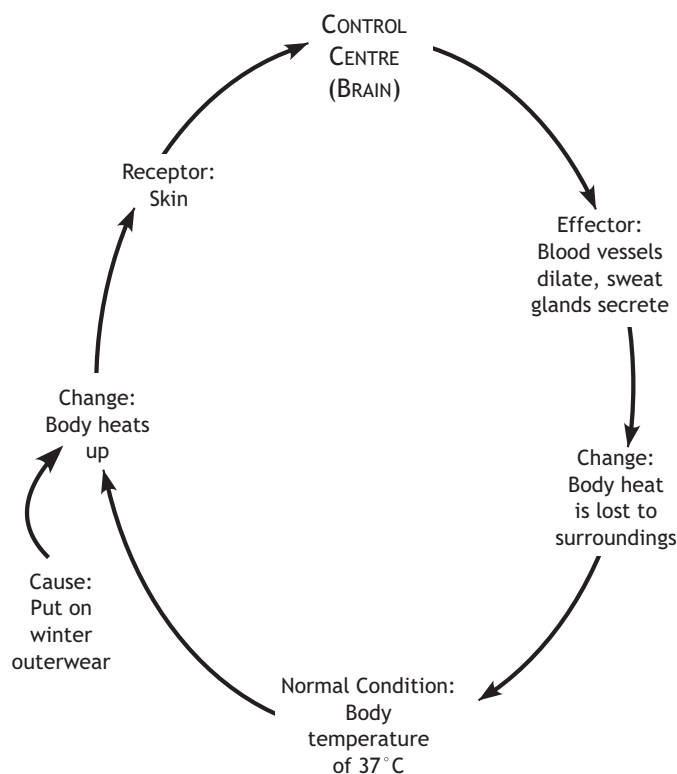 CONTROL
CENTRE
(BRAIN)
Receptor:
Skin
Effector:
Blood vessels
dilate, sweat
glands secrete
Change:
Body heats
up
Change:
Body heat
is lost to
surroundings
Cause:
Put on
winter
outerwear
Normal Condition:
Body
temperature
of 37°C